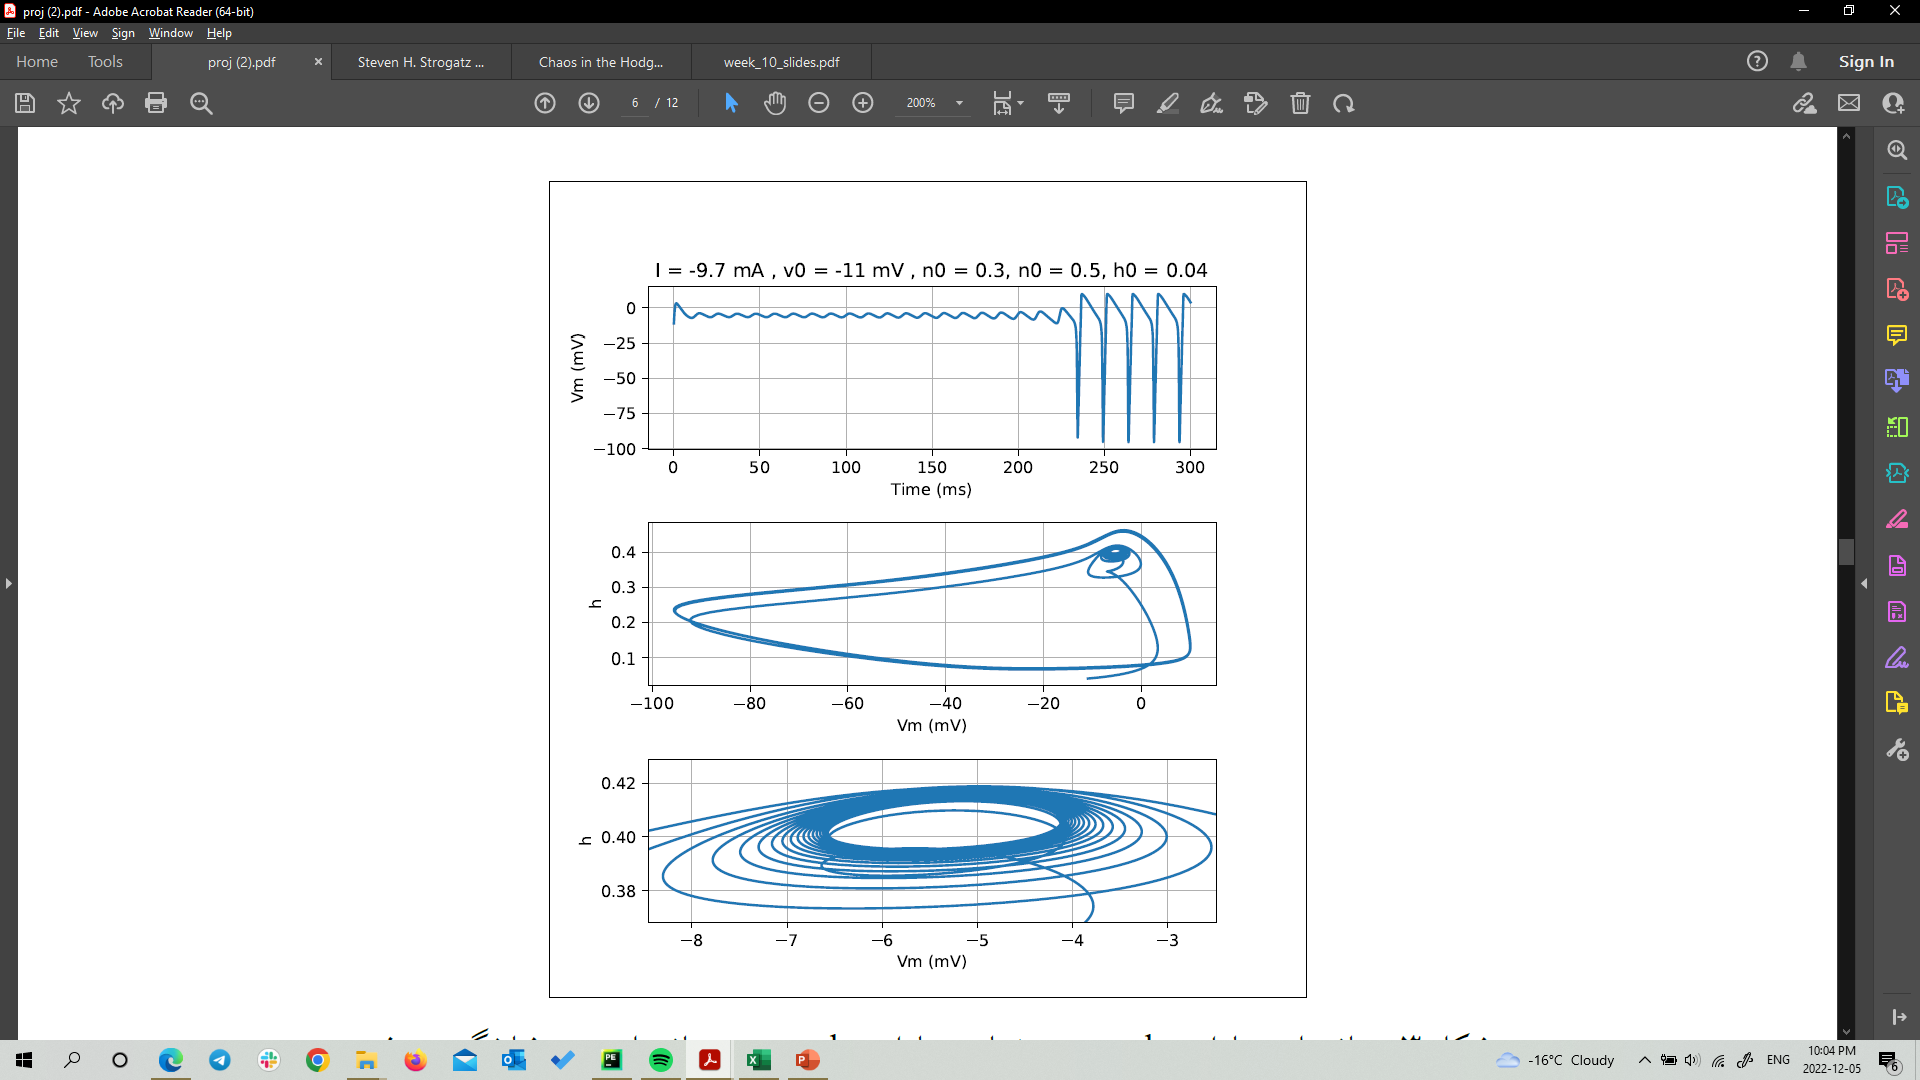 proj (2).pdf - Adobe Acrobat Reader (64-bit)
File Edit View Sign Window Help
Home Tools proj (2).pdf × Steven H. Strogatz ... Chaos in the Hodg... week_10_slides.pdf Sign In
6 / 12 200%
I = -9.7 mA , v0 = -11 mV , n0 = 0.3, n0 = 0.5, h0 = 0.04
0
−25
−50
−75
−100
Vm (mV)
0 50 100 150 200 250 300
Time (ms)
0.4
0.3
0.2
0.1
h
−100 −80 −60 −40 −20 0
Vm (mV)
0.42
0.40
0.38
h
−8 −7 −6 −5 −4 −3
Vm (mV)
-16°C Cloudy ENG 10:04 PM
2022-12-05
6